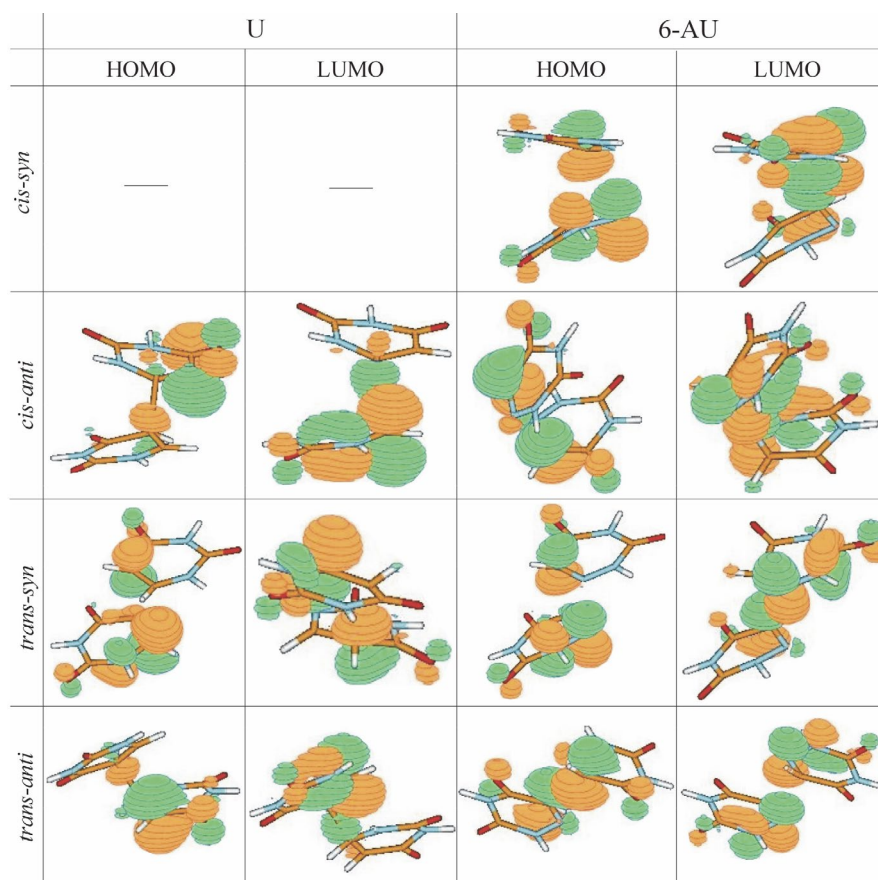 U 6-AU
HOMO LUMO HOMO LUMO
cis-syn
cis-anti
trans-syn
trans-anti